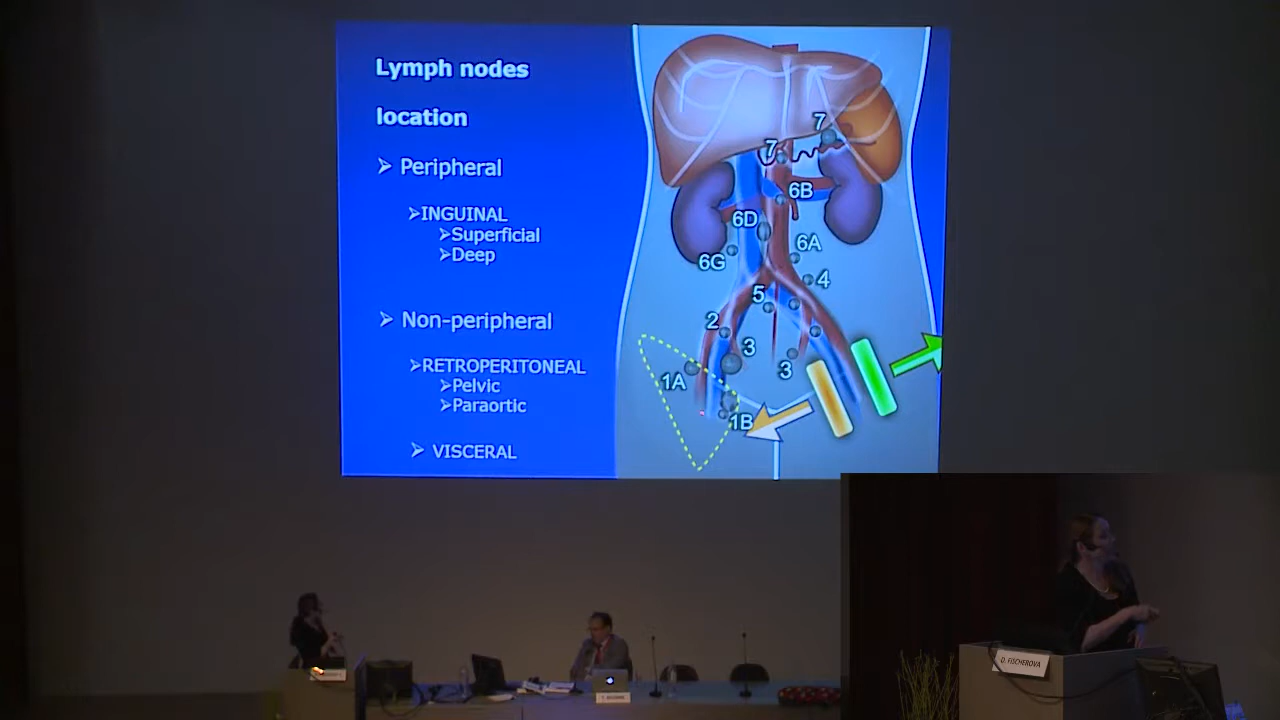 Lymph nodes
location
➢ Peripheral
➢INGUINAL
➢Superficial
➢Deep
➢ Non-peripheral
➢RETROPERITONEAL
➢Pelvic
➢Paraortic
➢ VISCERAL
7
7
6B
6D
6A
6G
4
5
2
3
3
1A
1B
D. FISCHEROVA